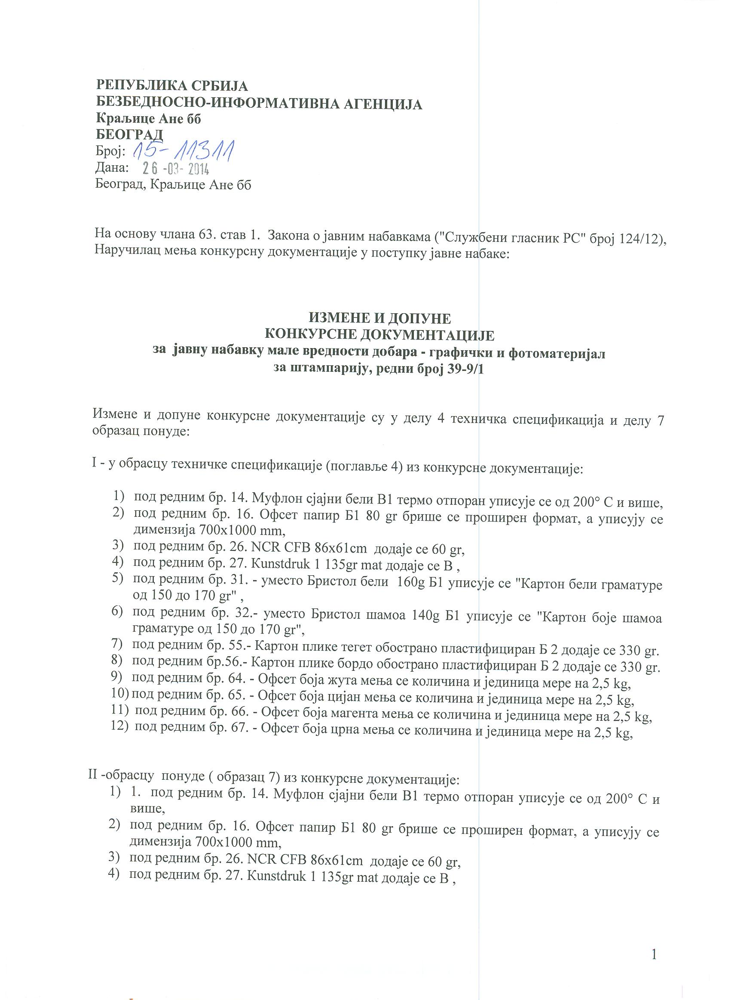 РЕПУБЛИКА СРБИЈА
БЕЗБЕДНОСНО-ИНФОРМАТИВНА АГЕНЦИЈА
Краљице Ане бб
БЕОГРАД
Број: 15-11311
Дана: 26 -03- 2014
Београд, Краљице Ане бб
На основу члана 63. став 1. Закона о јавним набавкама ("Службени гласник РС" број 124/12),
Наручилац мења конкурсну документације у поступку јавне набаке:
ИЗМЕНЕ И ДОПУНЕ
КОНКУРСНЕ ДОКУМЕНТАЦИЈЕ
за јавну набавку мале вредности добара - графички и фотоматеријал
за штампарију, редни број 39-9/1
Измене и допуне конкурсне документације су у делу 4 техничка спецификација и делу 7
образац понуде:
I - у обрасцу техничке спецификације (поглавље 4) из конкурсне документације:
1) под редним бр. 14. Муфлон сјајни бели В1 термо отпоран уписује се од 200° С и више,
2) под редним бр. 16. Офсет папир Б1 80 gr брише се проширен формат, а уписују се
димензија 700x1000 mm,
3) под редним бр. 26. NCR CFB 86x61cm додаје се 60 gr,
4) под редним бр. 27. Kunstdruk 1 135gr mat додаје се В ,
5) под редним бр. 31. - уместо Бристол бели 160g Б1 уписује се "Картон бели граматуре
од 150 до 170 gr" ,
6) под редним бр. 32.- уместо Бристол шамоа 140g Б1 уписује се "Картон боје шамоа
граматуре од 150 до 170 gr",
7) под редним бр. 55.- Картон плике тегет обострано пластифициран Б 2 додаје се 330 gr.
8) под редним бр.56.- Картон плике бордо обострано пластифициран Б 2 додаје се 330 gr.
9) под редним бр. 64. - Офсет боја жута мења се количина и јединица мере на 2,5 kg,
10) под редним бр. 65. - Офсет боја цијан мења се количина и јединица мере на 2,5 kg,
11) под редним бр. 66. - Офсет боја магента мења се количина и јединица мере на 2,5 kg,
12) под редним бр. 67. - Офсет боја црна мења се количина и јединица мере на 2,5 kg,
II -обрасцу понуде ( образац 7) из конкурсне документације:
1) 1. под редним бр. 14. Муфлон сјајни бели В1 термо отпоран уписује се од 200° С и
више,
2) под редним бр. 16. Офсет папир Б1 80 gr брише се проширен формат, а уписују се
димензија 700x1000 mm,
3) под редним бр. 26. NCR CFB 86x61cm додаје се 60 gr,
4) под редним бр. 27. Kunstdruk 1 135gr mat додаје се В ,
1